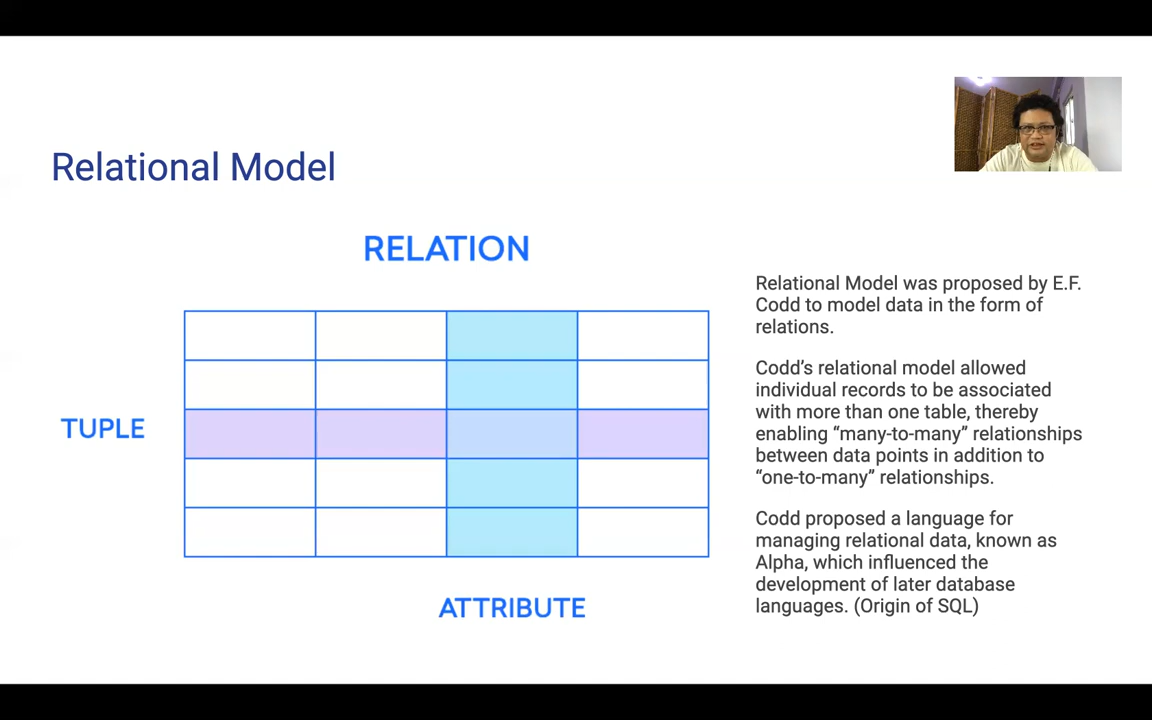 Relational Model
RELATION
TUPLE
ATTRIBUTE
Relational Model was proposed by E.F.
Codd to model data in the form of
relations.
Codd’s relational model allowed
individual records to be associated
with more than one table, thereby
enabling “many-to-many” relationships
between data points in addition to
“one-to-many” relationships.
Codd proposed a language for
managing relational data, known as
Alpha, which influenced the
development of later database
languages. (Origin of SQL)